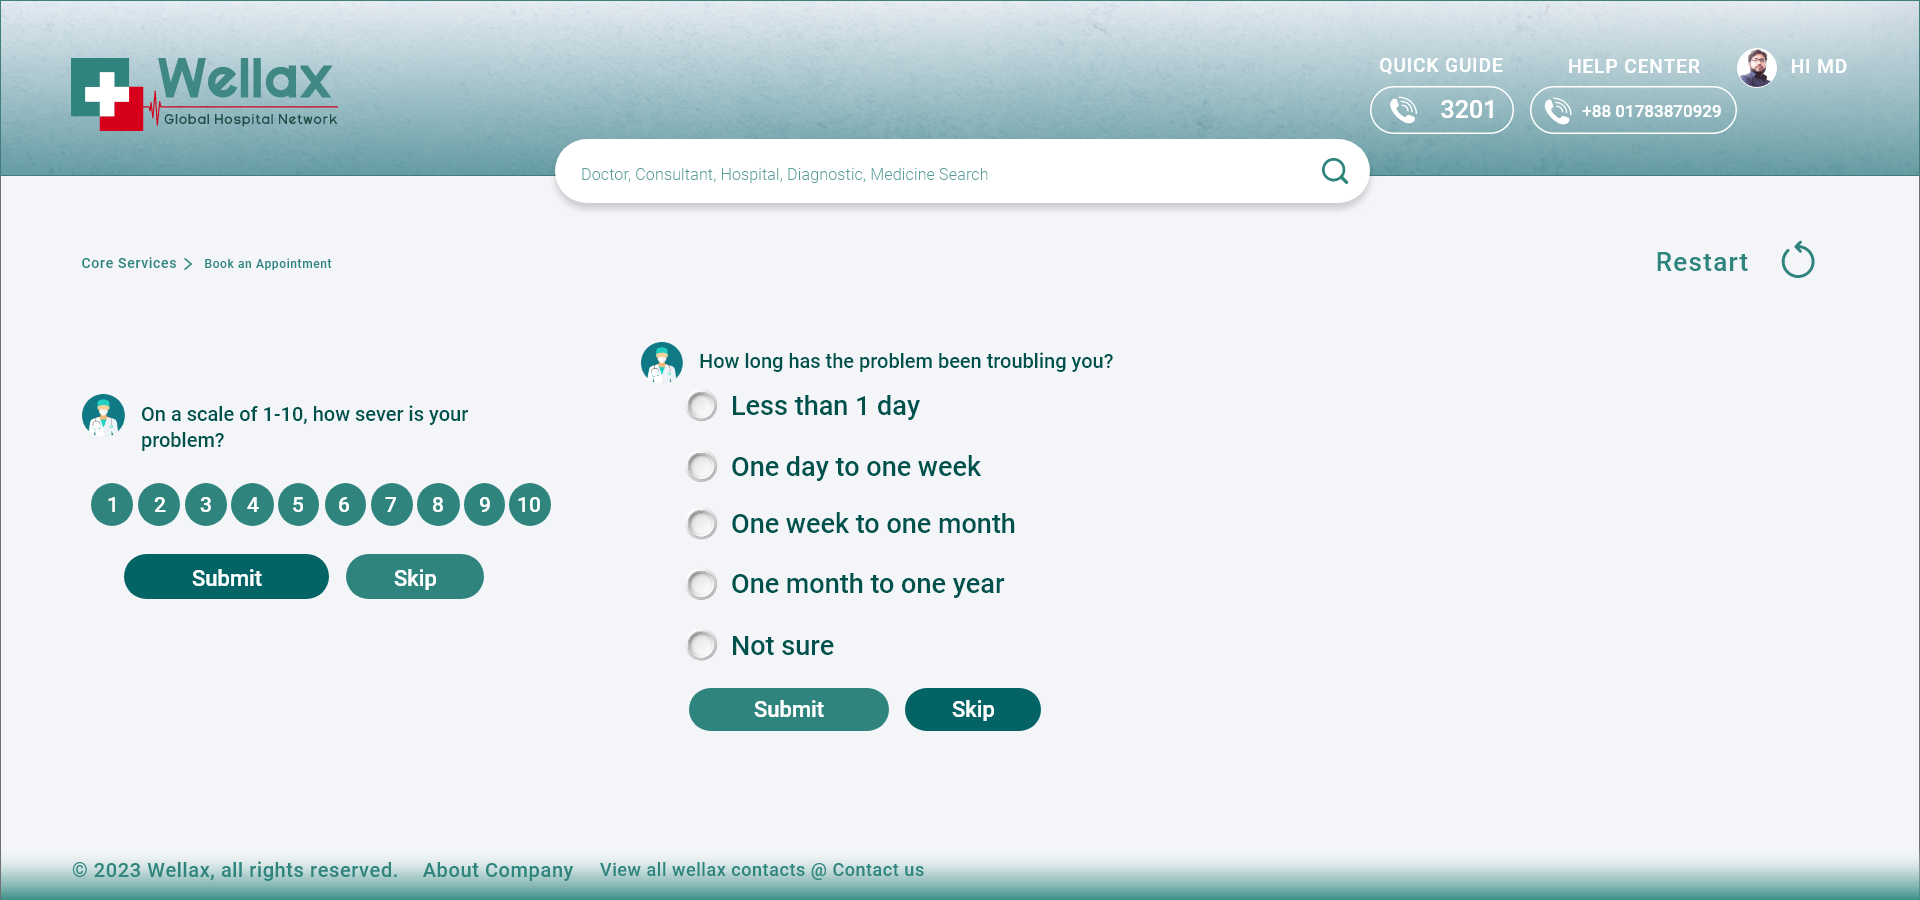 Wellax
Global Hospital Network
QUICK GUIDE
3201
HELP CENTER
+88 01783870929
HI MD
Doctor, Consultant, Hospital, Diagnostic, Medicine Search
Core Services
Book an Appointment
Restart
On a scale of 1-10, how sever is your
problem?
1 2 3 4 5 6 7 8 9 10
Submit
Skip
How long has the problem been troubling you?
Less than 1 day
One day to one week
One week to one month
One month to one year
Not sure
Submit
Skip
© 2023 Wellax, all rights reserved.
About Company
View all wellax contacts @ Contact us